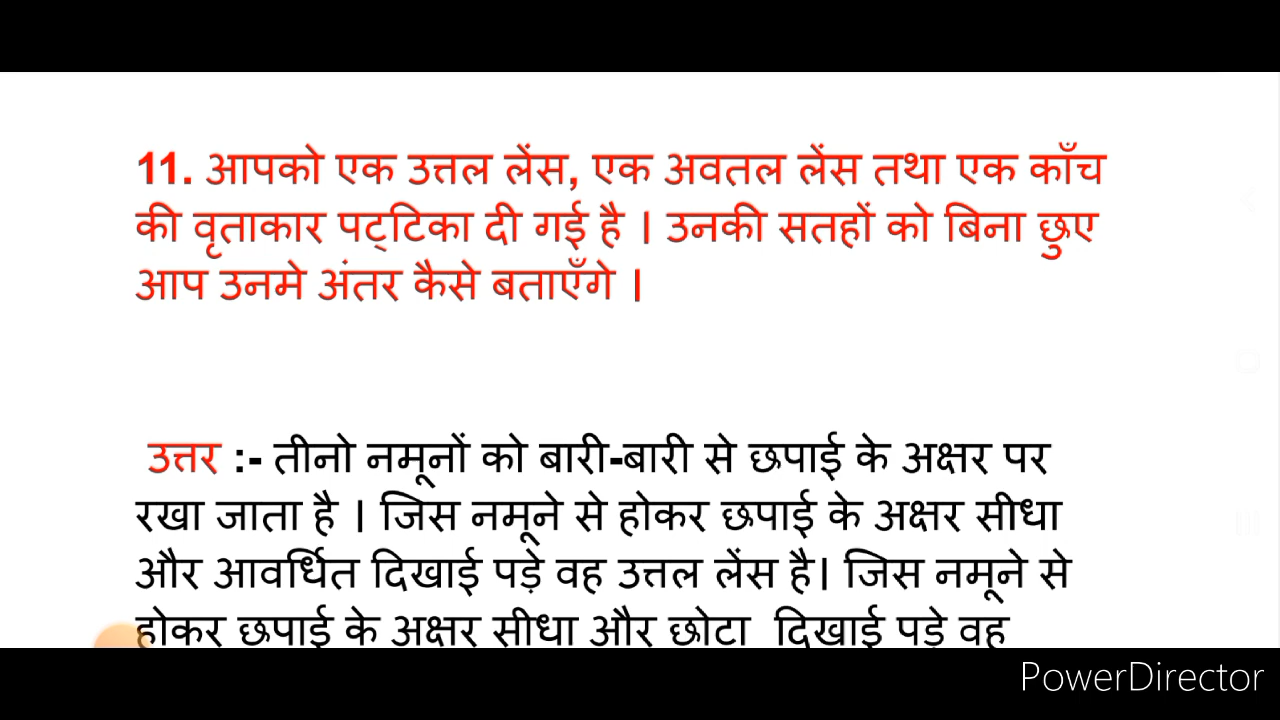 11. आपको एक उत्तल लेंस, एक अवतल लेंस तथा एक काँच
की वृताकार पट्टिका दी गई है । उनकी सतहों को बिना छुए
आप उनमे अंतर कैसे बताएँगे ।
उत्तर :- तीनो नमूनों को बारी-बारी से छपाई के अक्षर पर
रखा जाता है । जिस नमूने से होकर छपाई के अक्षर सीधा
और आवर्धित दिखाई पड़े वह उत्तल लेंस है। जिस नमूने से
होकर छपाई के अक्षर सीधा और छोटा दिखाई पड़े वह
PowerDirector